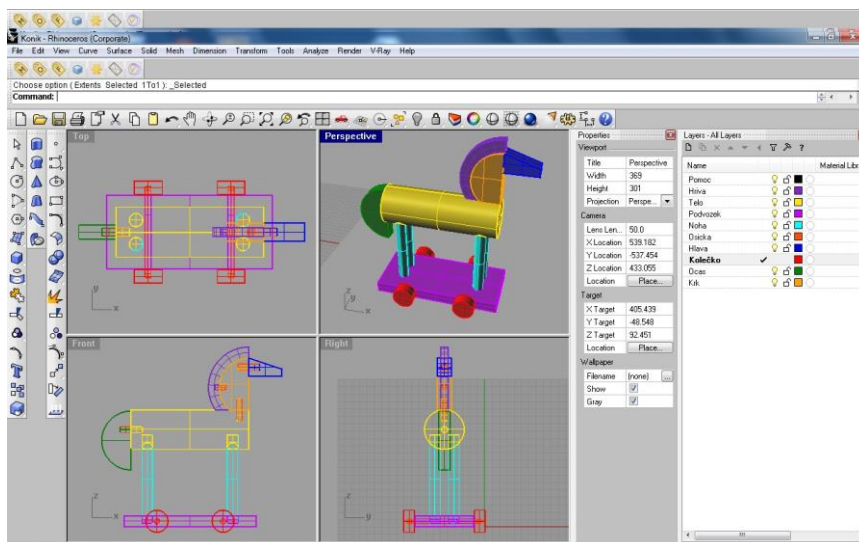 Konik - Rhinoceros (Corporate)
File Edit View Curve Surface Solid Mesh Dimension Transform Tools Analyze Render V-Ray Help
Choose option ( Extents Selected 1To1 ): _Selected
Command:
Top
Perspective
Front
Right
y
x
z
y
x
z
x
z
y
Properties
Viewport
Title Perspective
Width 369
Height 301
Projection Perspe...
Camera
Lens Len... 50.0
X Location 539.182
Y Location -537.454
Z Location 433.055
Location Place...
Target
X Target 405.439
Y Target -48.548
Z Target 92.451
Location Place...
Wallpaper
Filename (none) ...
Show
Gray
Layers - All Layers
Name Material Libr
Pomoc
Hriva
Telo
Podvozek
Noha
Osicka
Hlava
Kolečko
Ocas
Krk